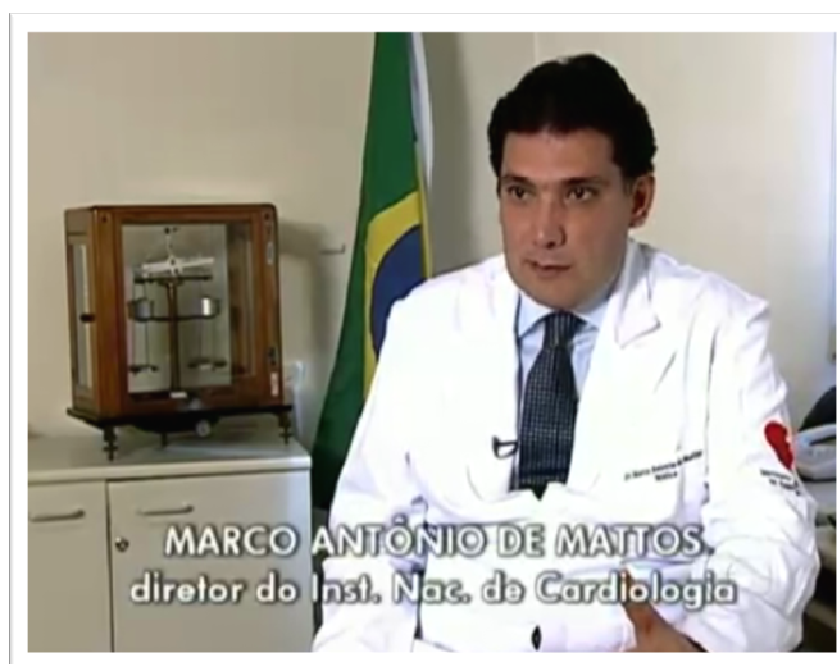 MARCO ANTÔNIO DE MATTOS.
diretor do Inst. Nac. de Cardiologia